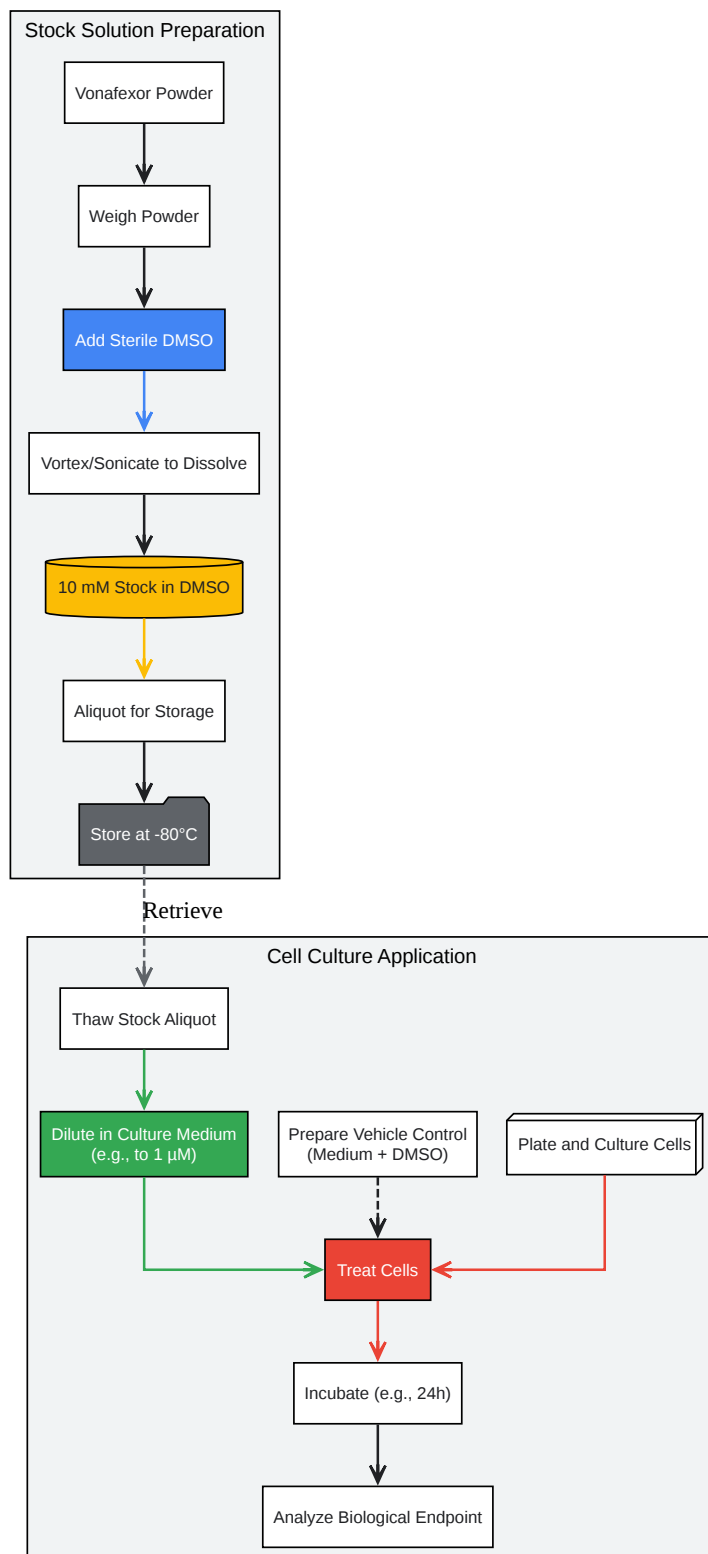 Stock Solution Preparation
Vonafexor Powder
Weigh Powder
Add Sterile DMSO
Vortex/Sonicate to Dissolve
10 mM Stock in DMSO
Aliquot for Storage
Store at -80°C
Retrieve
Cell Culture Application
Thaw Stock Aliquot
Dilute in Culture Medium
(e.g., to 1 µM)
Prepare Vehicle Control
(Medium + DMSO)
Plate and Culture Cells
Treat Cells
Incubate (e.g., 24h)
Analyze Biological Endpoint